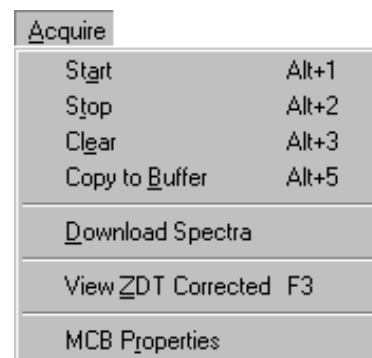 Acquire
Start Alt+1
Stop Alt+2
Clear Alt+3
Copy to Buffer Alt+5
Download Spectra
View ZDT Corrected F3
MCB Properties